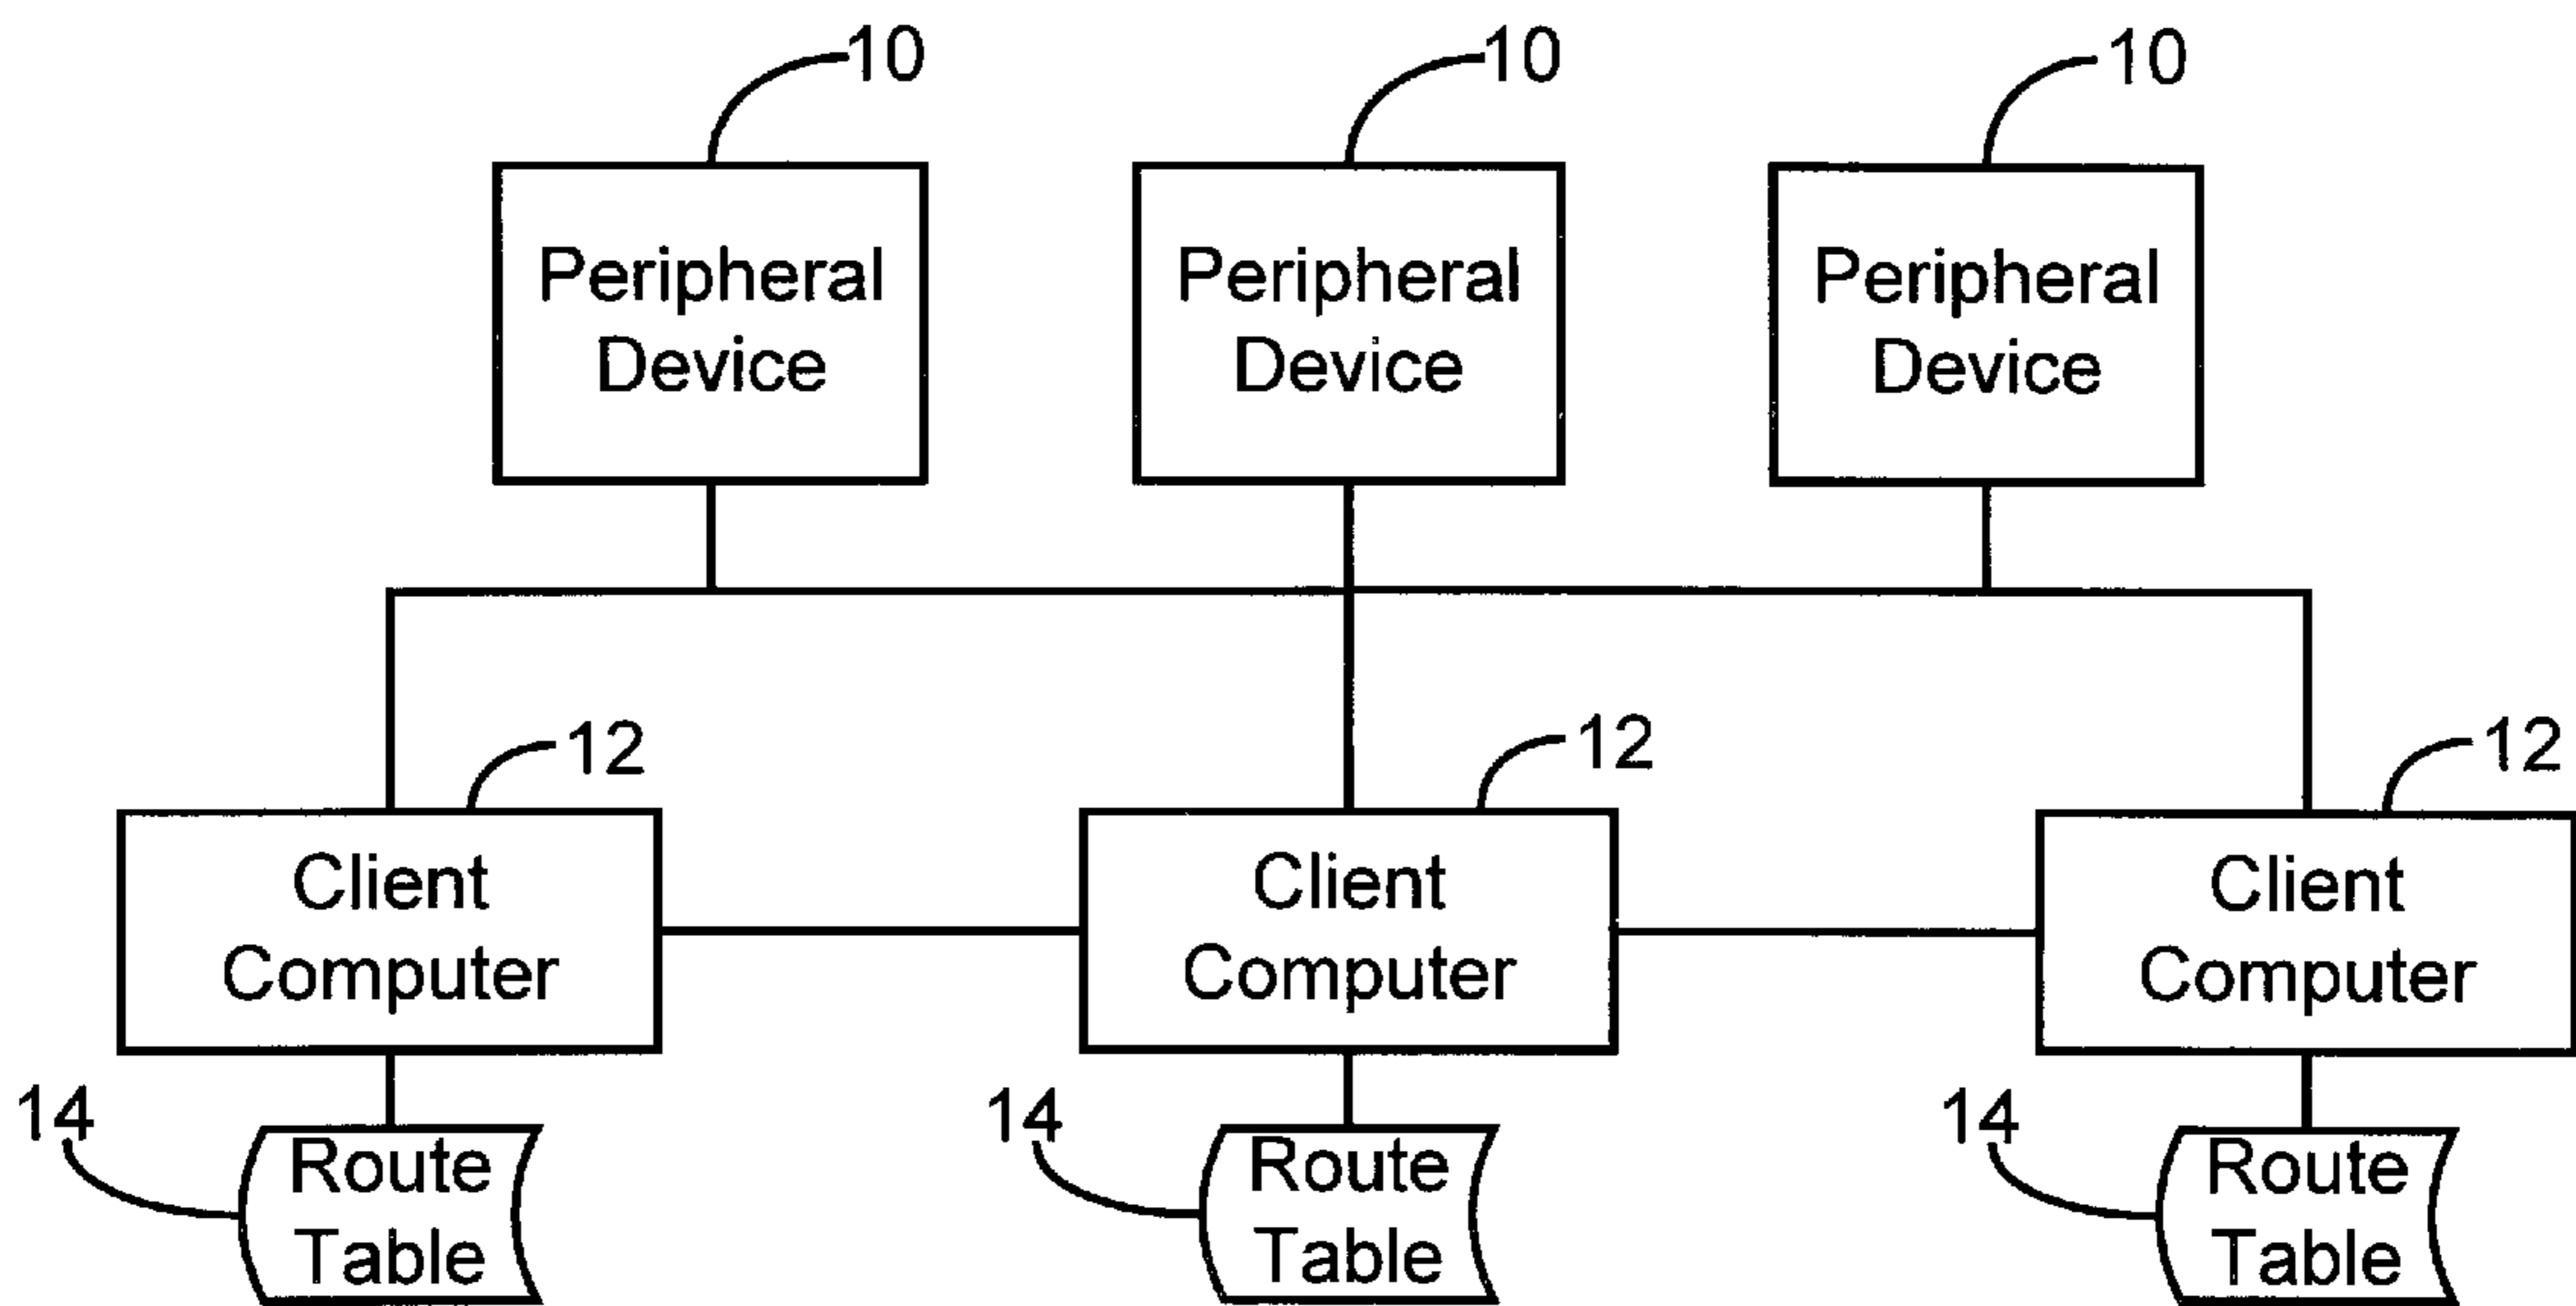 10
10
10
Peripheral
Device
Peripheral
Device
Peripheral
Device
12
12
12
Client
Computer
Client
Computer
Client
Computer
14
14
14
Route
Table
Route
Table
Route
Table